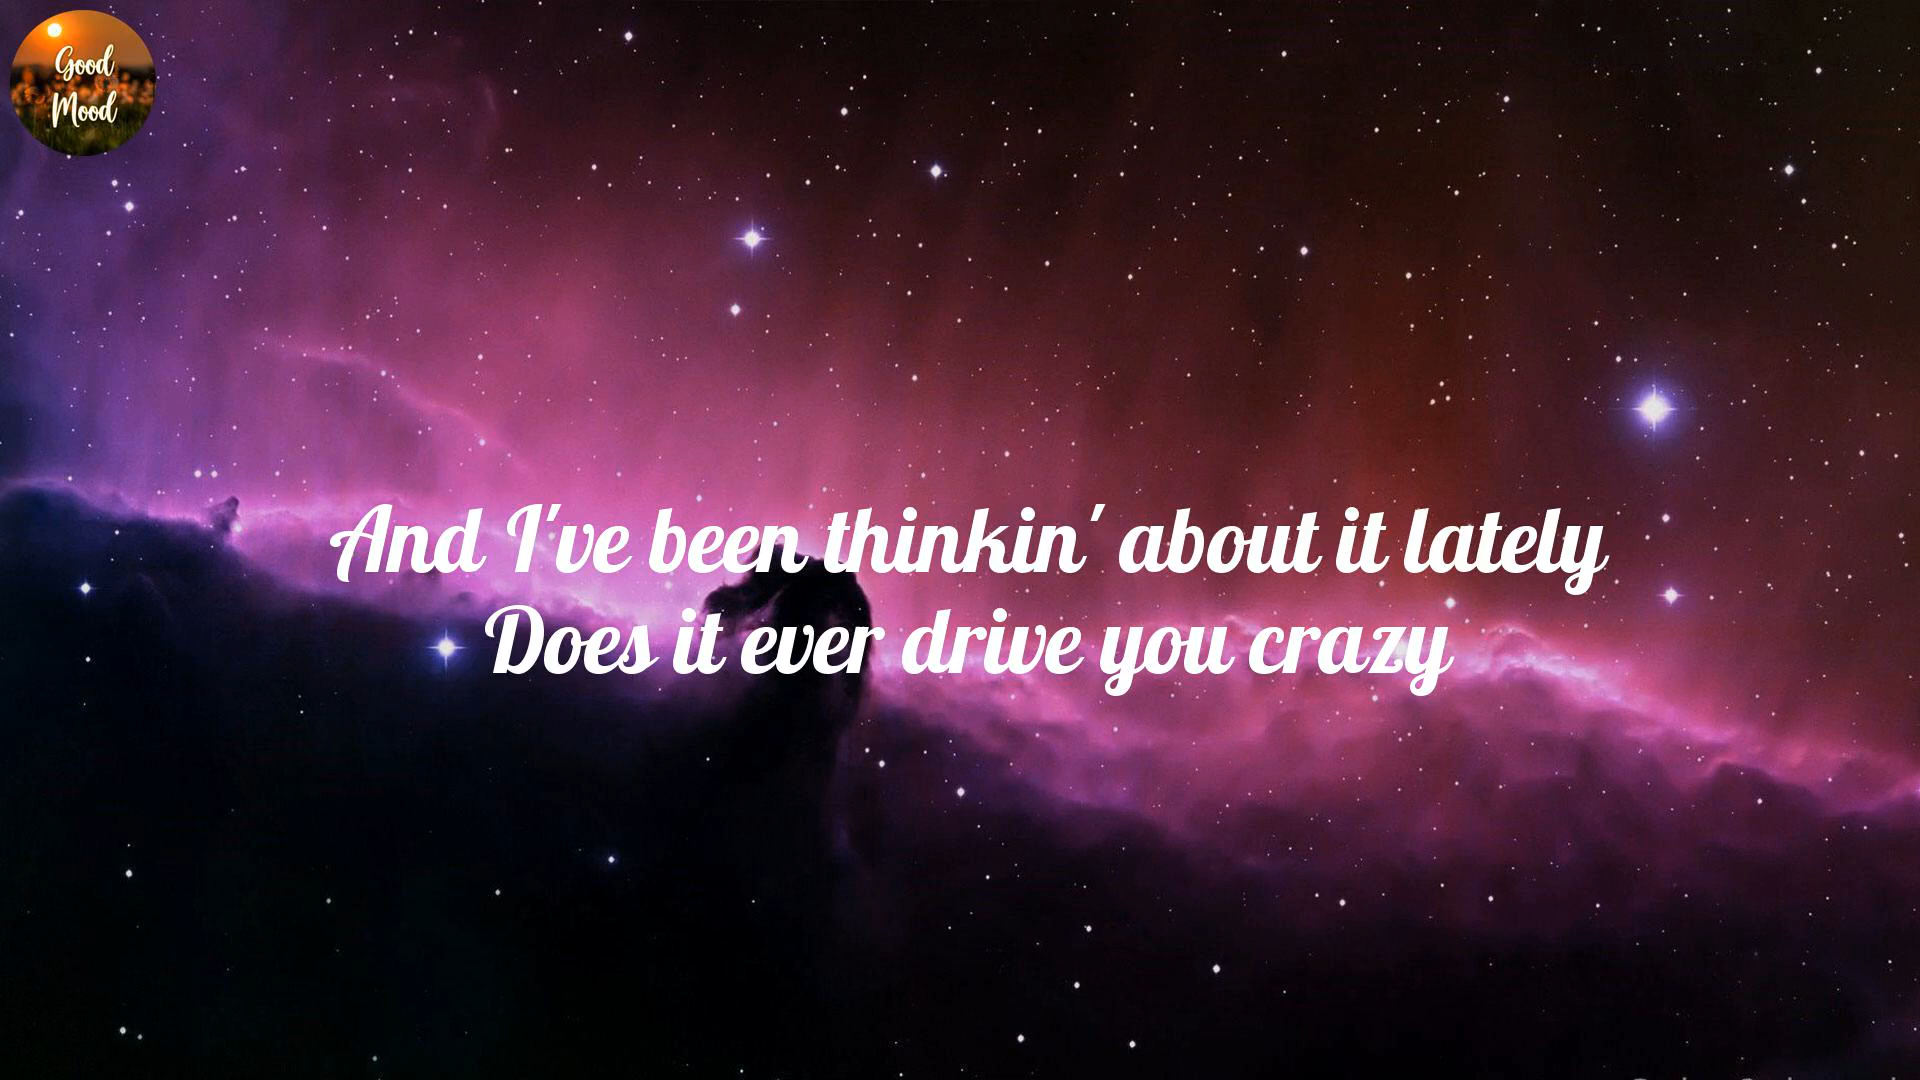 Good
Mood
And I've been thinkin' about it lately
Does it ever drive you crazy